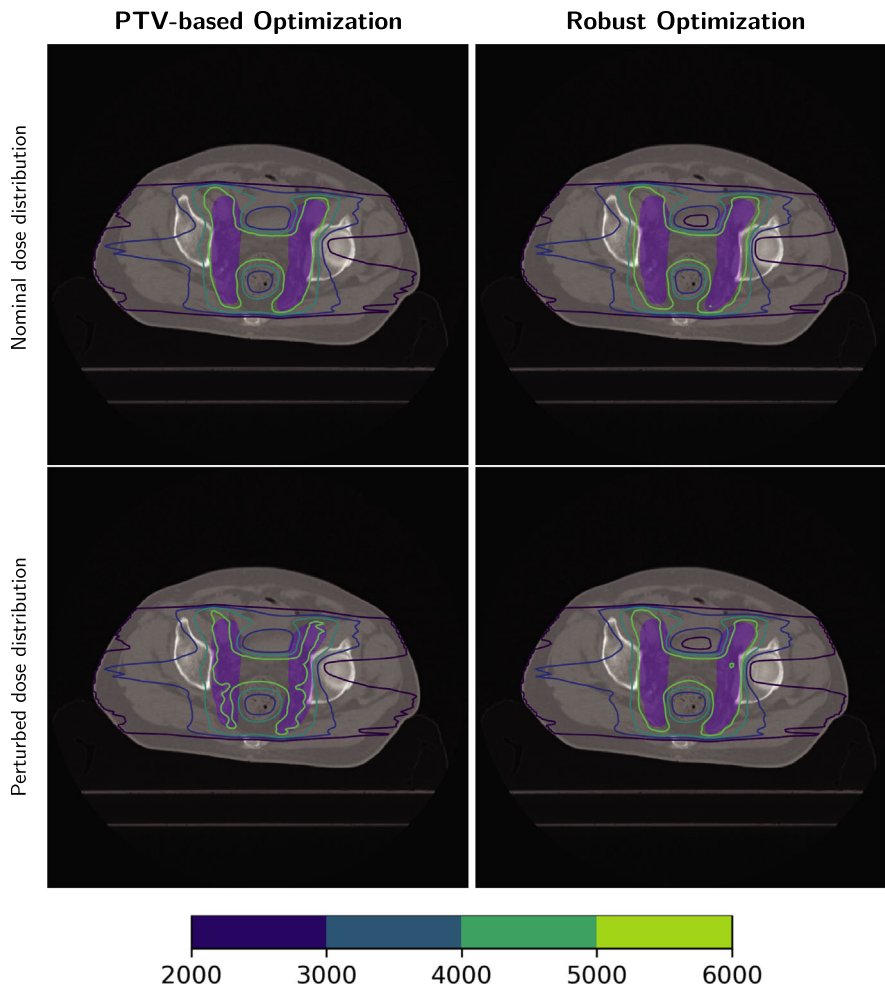 PTV-based Optimization
Robust Optimization
Nominal dose distribution
Perturbed dose distribution
2000 3000 4000 5000 6000